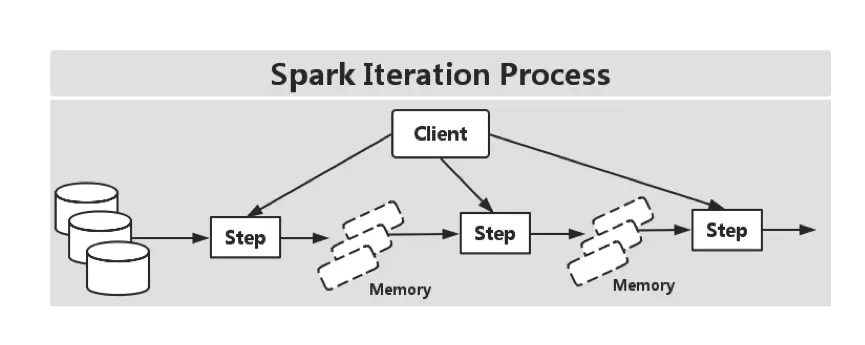 Spark Iteration Process
Client
Step
Step
Step
Memory
Memory